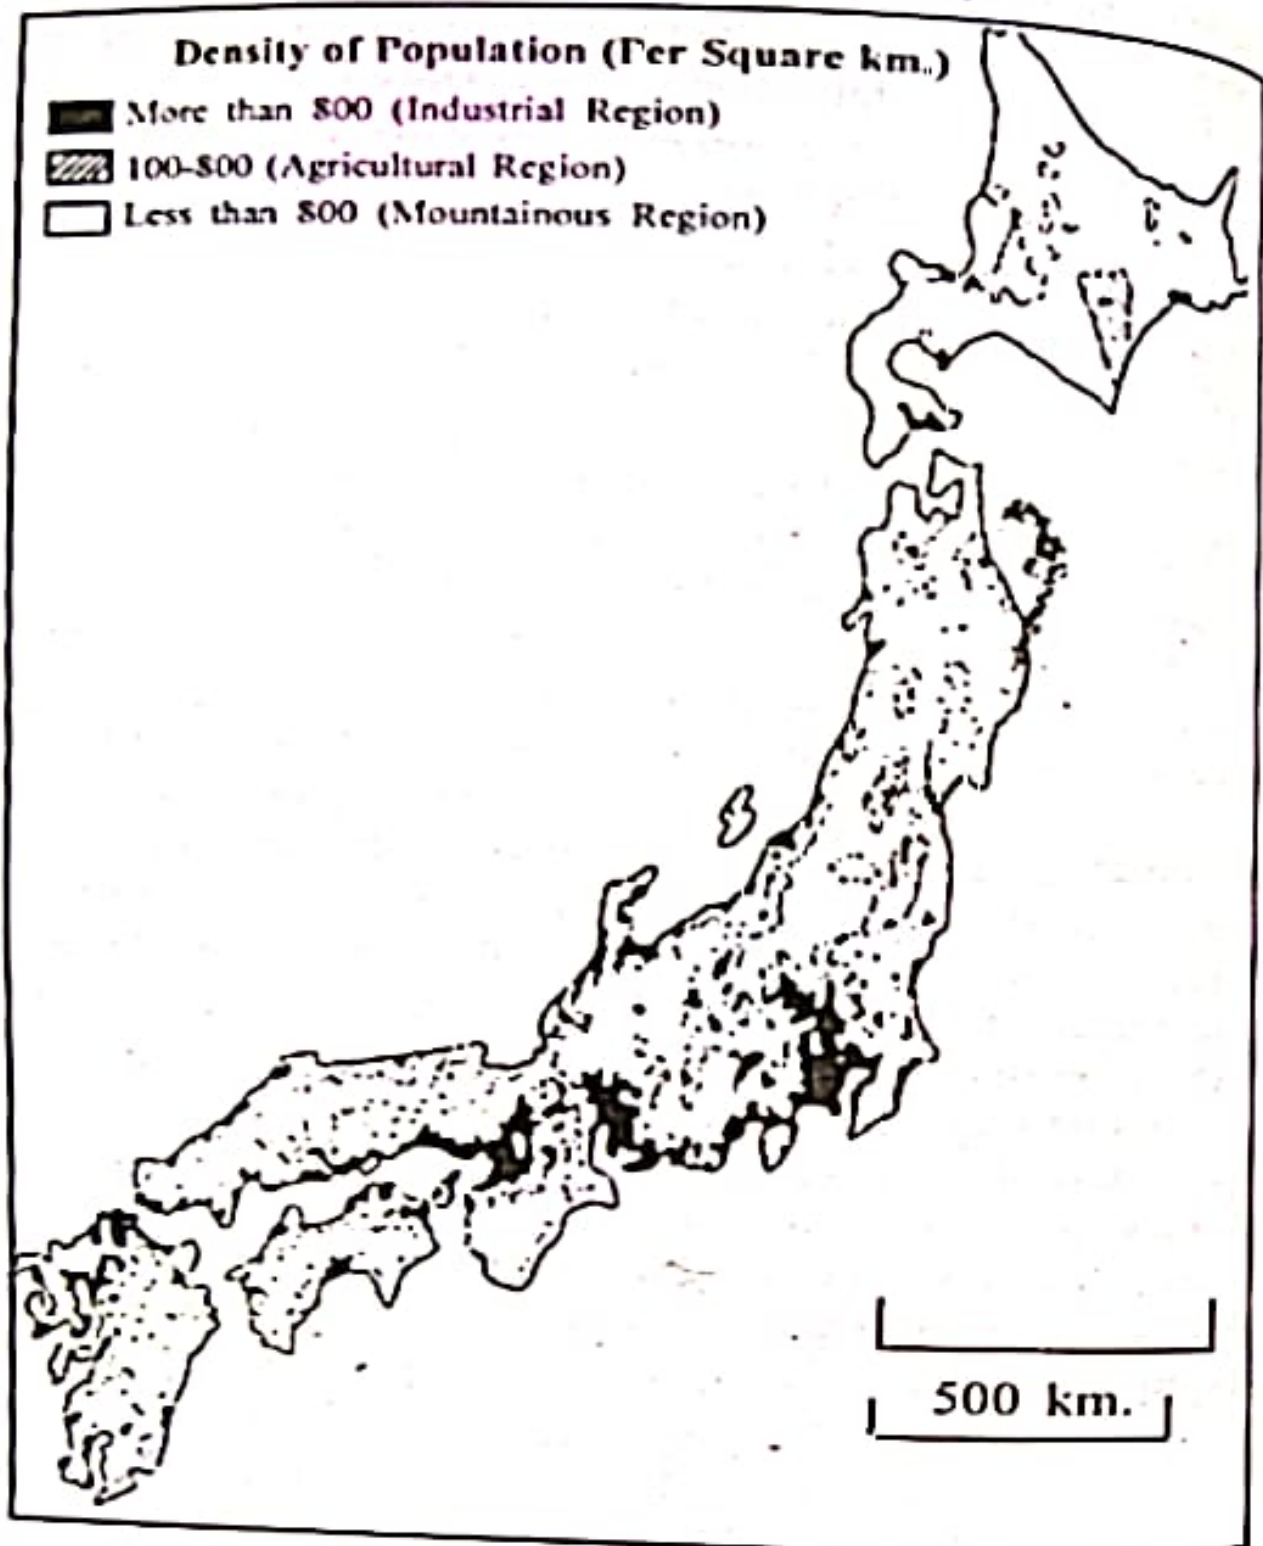 Density of Population (Per Square km.)
More than 800 (Industrial Region)
100-800 (Agricultural Region)
Less than 800 (Mountainous Region)
500 km.